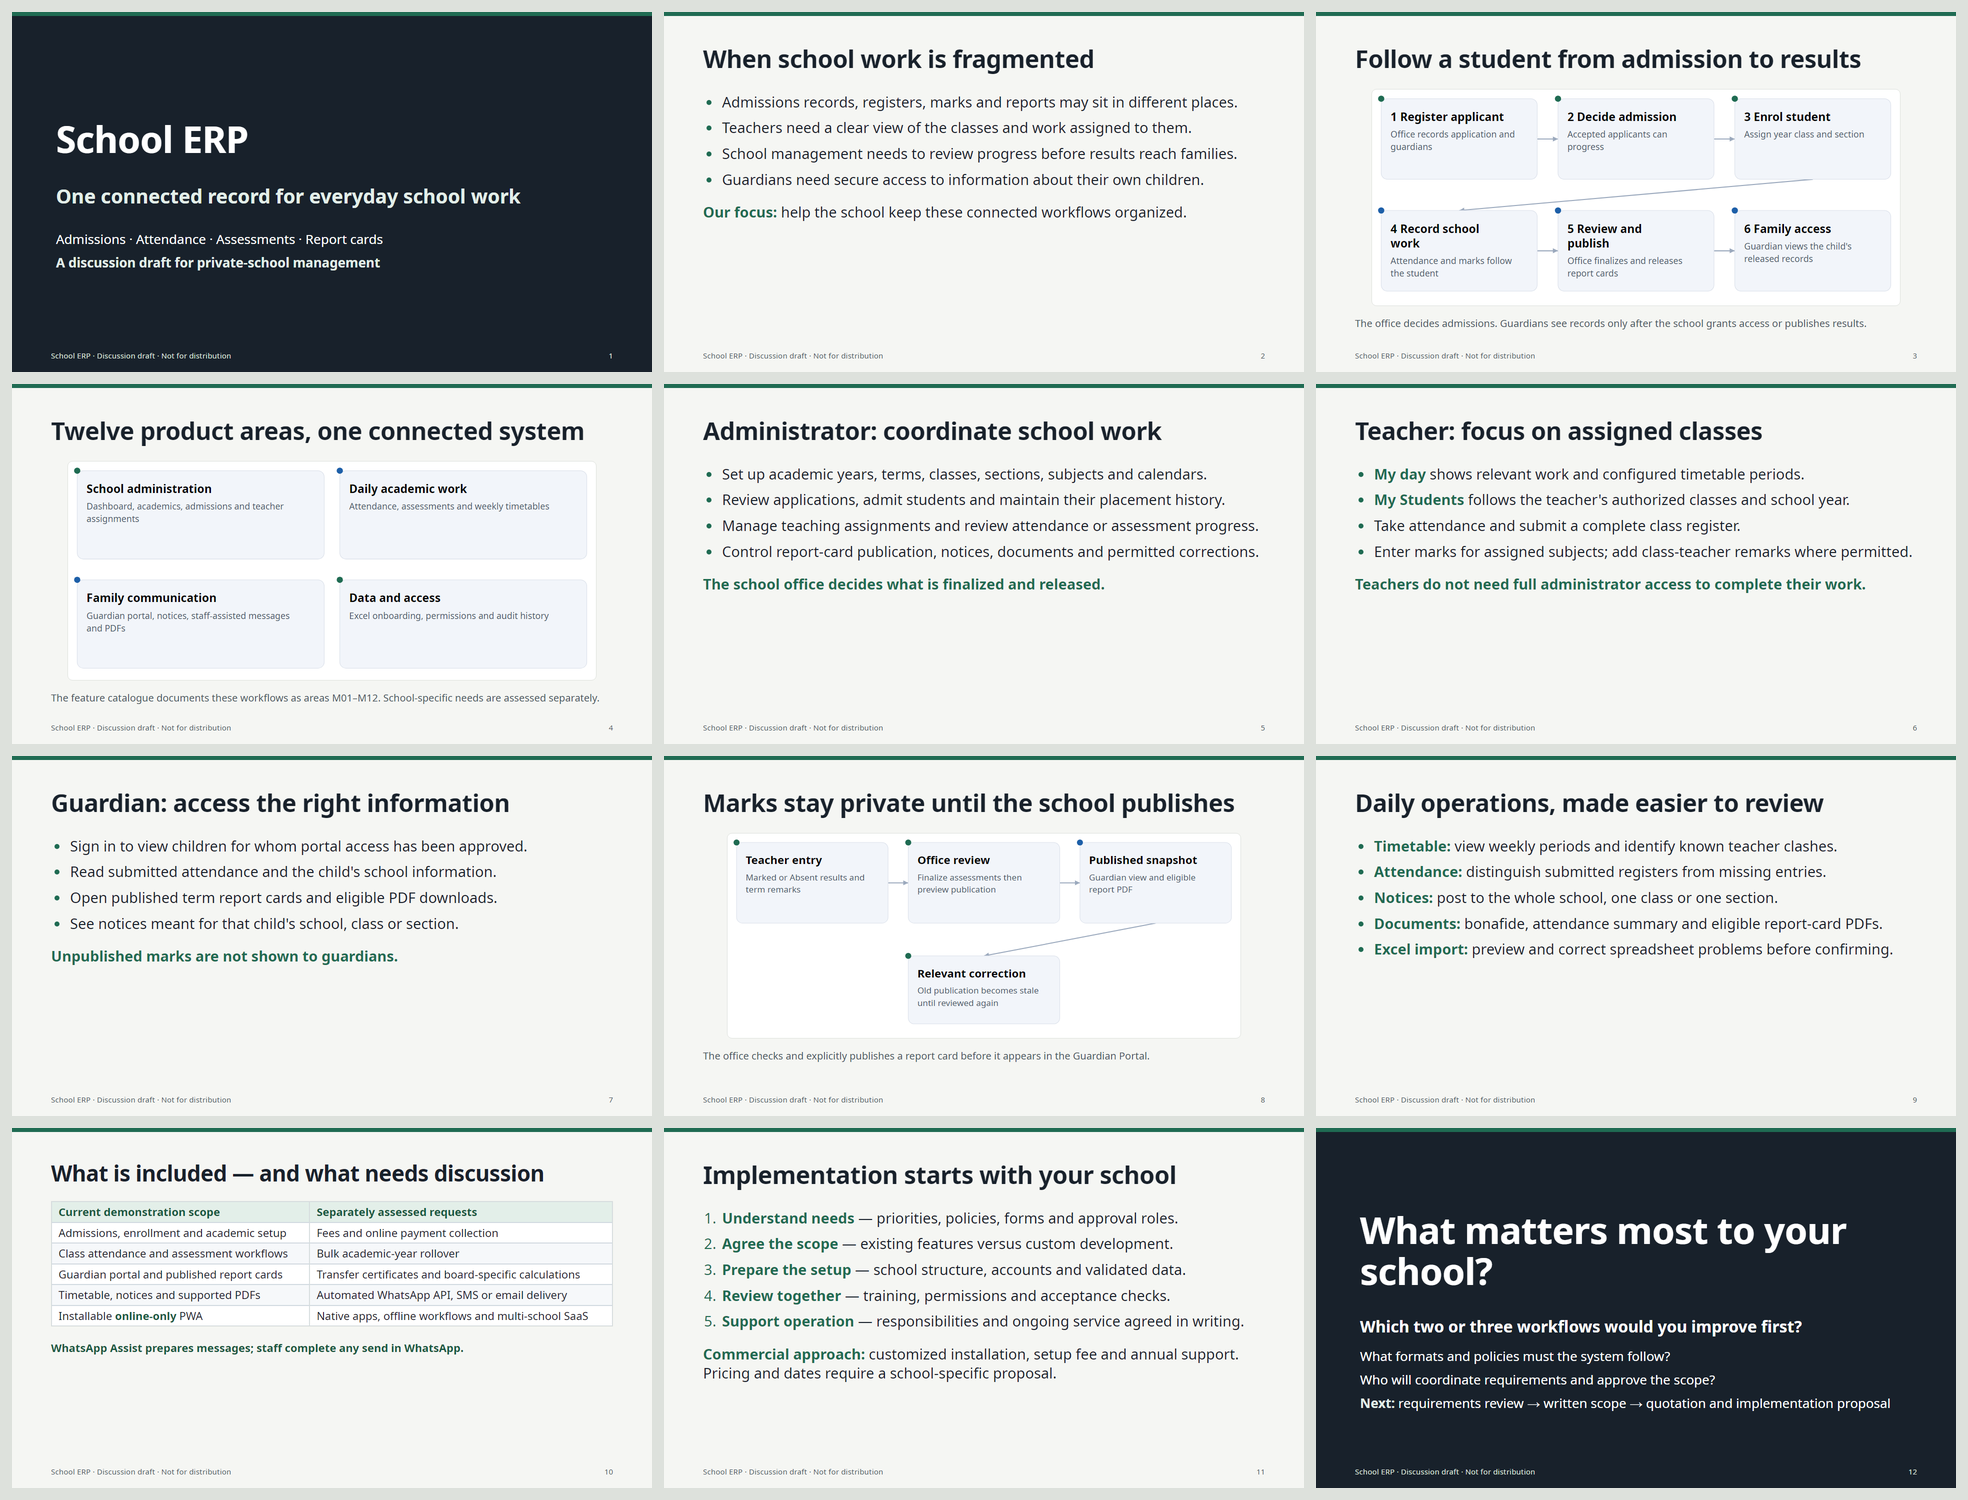 School ERP
One connected record for everyday school work
Admissions · Attendance · Assessments · Report cards
A discussion draft for private-school management
School ERP · Discussion draft · Not for distribution
1
When school work is fragmented
• Admissions records, registers, marks and reports may sit in different places.
• Teachers need a clear view of the classes and work assigned to them.
• School management needs to review progress before results reach families.
• Guardians need secure access to information about their own children.
Our focus: help the school keep these connected workflows organized.
School ERP · Discussion draft · Not for distribution
2
Follow a student from admission to results
1 Register applicant
Office records application and
guardians
2 Decide admission
Accepted applicants can
progress
3 Enrol student
Assign year class and section
4 Record school
work
Attendance and marks follow
the student
5 Review and
publish
Office finalizes and releases
report cards
6 Family access
Guardian views the child's
released records
The office decides admissions. Guardians see records only after the school grants access or publishes results.
School ERP · Discussion draft · Not for distribution
3
Twelve product areas, one connected system
School administration
Dashboard, academics, admissions and teacher
assignments
Daily academic work
Attendance, assessments and weekly timetables
Family communication
Guardian portal, notices, staff-assisted messages
and PDFs
Data and access
Excel onboarding, permissions and audit history
The feature catalogue documents these workflows as areas M01–M12. School-specific needs are assessed separately.
School ERP · Discussion draft · Not for distribution
4
Administrator: coordinate school work
• Set up academic years, terms, classes, sections, subjects and calendars.
• Review applications, admit students and maintain their placement history.
• Manage teaching assignments and review attendance or assessment progress.
• Control report-card publication, notices, documents and permitted corrections.
The school office decides what is finalized and released.
School ERP · Discussion draft · Not for distribution
5
Teacher: focus on assigned classes
• My day shows relevant work and configured timetable periods.
• My Students follows the teacher's authorized classes and school year.
• Take attendance and submit a complete class register.
• Enter marks for assigned subjects; add class-teacher remarks where permitted.
Teachers do not need full administrator access to complete their work.
School ERP · Discussion draft · Not for distribution
6
Guardian: access the right information
• Sign in to view children for whom portal access has been approved.
• Read submitted attendance and the child's school information.
• Open published term report cards and eligible PDF downloads.
• See notices meant for that child's school, class or section.
Unpublished marks are not shown to guardians.
School ERP · Discussion draft · Not for distribution
7
Marks stay private until the school publishes
Teacher entry
Marked or Absent results and
term remarks
Office review
Finalize assessments then
preview publication
Published snapshot
Guardian view and eligible
report PDF
Relevant correction
Old publication becomes stale
until reviewed again
The office checks and explicitly publishes a report card before it appears in the Guardian Portal.
School ERP · Discussion draft · Not for distribution
8
Daily operations, made easier to review
• Timetable: view weekly periods and identify known teacher clashes.
• Attendance: distinguish submitted registers from missing entries.
• Notices: post to the whole school, one class or one section.
• Documents: bonafide, attendance summary and eligible report-card PDFs.
• Excel import: preview and correct spreadsheet problems before confirming.
School ERP · Discussion draft · Not for distribution
9
What is included — and what needs discussion
Current demonstration scope Separately assessed requests
Admissions, enrollment and academic setup Fees and online payment collection
Class attendance and assessment workflows Bulk academic-year rollover
Guardian portal and published report cards Transfer certificates and board-specific calculations
Timetable, notices and supported PDFs Automated WhatsApp API, SMS or email delivery
Installable online-only PWA Native apps, offline workflows and multi-school SaaS
WhatsApp Assist prepares messages; staff complete any send in WhatsApp.
School ERP · Discussion draft · Not for distribution
10
Implementation starts with your school
1. Understand needs — priorities, policies, forms and approval roles.
2. Agree the scope — existing features versus custom development.
3. Prepare the setup — school structure, accounts and validated data.
4. Review together — training, permissions and acceptance checks.
5. Support operation — responsibilities and ongoing service agreed in writing.
Commercial approach: customized installation, setup fee and annual support.
Pricing and dates require a school-specific proposal.
School ERP · Discussion draft · Not for distribution
11
What matters most to your
school?
Which two or three workflows would you improve first?
What formats and policies must the system follow?
Who will coordinate requirements and approve the scope?
Next: requirements review → written scope → quotation and implementation proposal
School ERP · Discussion draft · Not for distribution
12